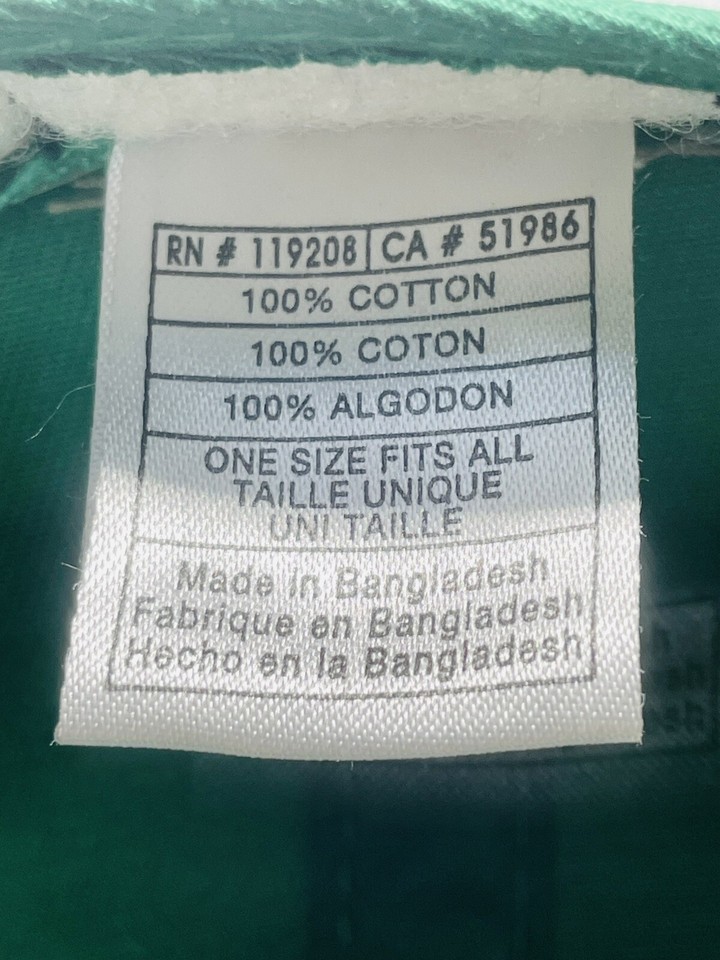 RN # 119208 CA # 51986
100% COTTON
100% COTON
100% ALGODON
ONE SIZE FITS ALL
TAILLE UNIQUE
UNI TAILLE
Made in Bangladesh
Fabrique en Bangladesh
Hecho en la Bangladesh